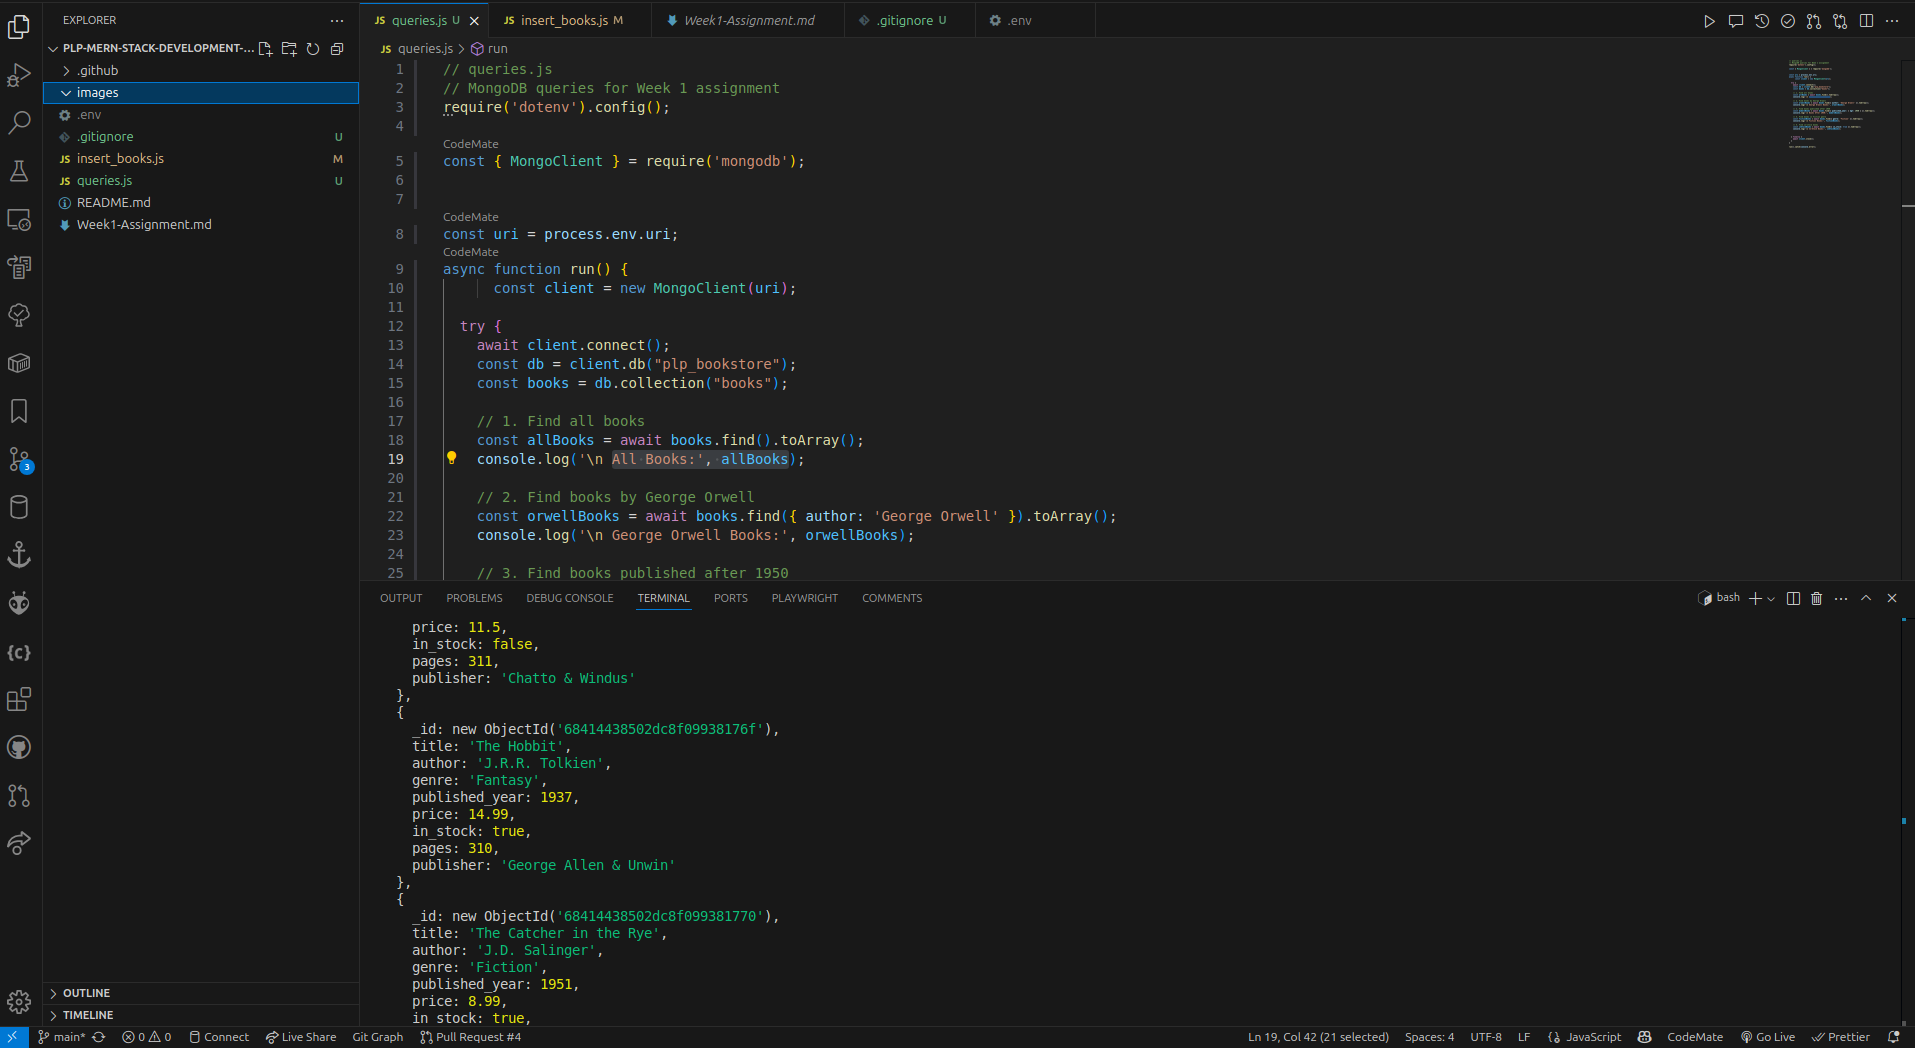 EXPLORER
PLP-MERN-STACK-DEVELOPMENT-...
.github
images
.env
.gitignore U
JS insert_books.js M
JS queries.js U
README.md
Week1-Assignment.md
OUTLINE
TIMELINE
JS queries.js U
JS insert_books.js M
Week1-Assignment.md
.gitignore U
.env
JS queries.js > run
1 // queries.js
2 // MongoDB queries for Week 1 assignment
3 require('dotenv').config();
4
CodeMate
5 const { MongoClient } = require('mongodb');
6
7
CodeMate
8 const uri = process.env.uri;
CodeMate
9 async function run() {
10 const client = new MongoClient(uri);
11
12 try {
13 await client.connect();
14 const db = client.db("plp_bookstore");
15 const books = db.collection("books");
16
17 // 1. Find all books
18 const allBooks = await books.find().toArray();
19 console.log('\n All Books:', allBooks);
20
21 // 2. Find books by George Orwell
22 const orwellBooks = await books.find({ author: 'George Orwell' }).toArray();
23 console.log('\n George Orwell Books:', orwellBooks);
24
25 // 3. Find books published after 1950
OUTPUT PROBLEMS DEBUG CONSOLE TERMINAL PORTS PLAYWRIGHT COMMENTS
bash
price: 11.5,
in_stock: false,
pages: 311,
publisher: 'Chatto & Windus'
},
{
_id: new ObjectId('68414438502dc8f09938176f'),
title: 'The Hobbit',
author: 'J.R.R. Tolkien',
genre: 'Fantasy',
published_year: 1937,
price: 14.99,
in_stock: true,
pages: 310,
publisher: 'George Allen & Unwin'
},
{
_id: new ObjectId('68414438502dc8f099381770'),
title: 'The Catcher in the Rye',
author: 'J.D. Salinger',
genre: 'Fiction',
published_year: 1951,
price: 8.99,
in_stock: true,
3
main* 0 0 Connect Live Share Git Graph Pull Request #4
Ln 19, Col 42 (21 selected) Spaces: 4 UTF-8 LF {} JavaScript CodeMate Go Live Prettier